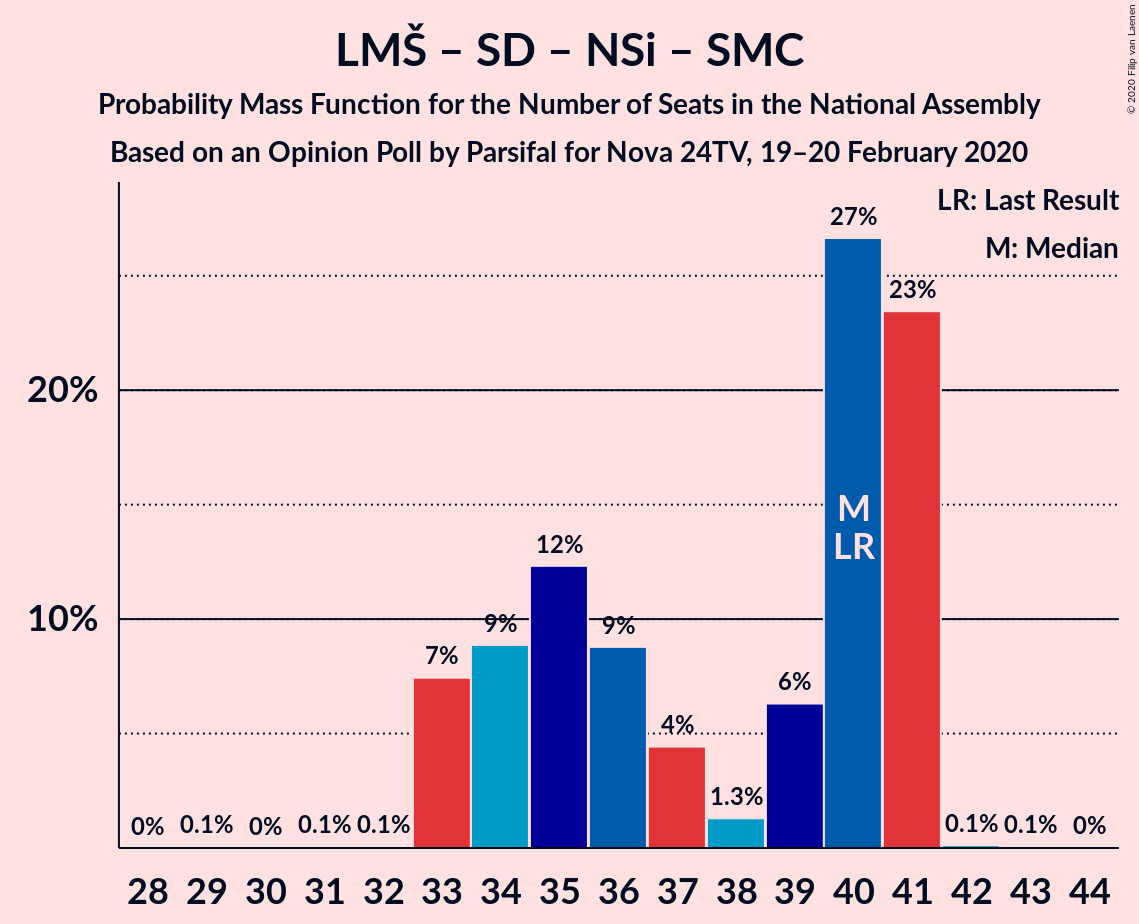 LMŠ – SD – NSi – SMC
Probability Mass Function for the Number of Seats in the National Assembly
Based on an Opinion Poll by Parsifal for Nova 24TV, 19–20 February 2020
© 2020 Filip van Laenen
LR: Last Result
M: Median
20%
10%
0%
0.1%
0%
0.1%
0.1%
7%
9%
12%
9%
4%
1.3%
6%
27%
23%
0.1%
0.1%
0%
M
LR
28 29 30 31 32 33 34 35 36 37 38 39 40 41 42 43 44